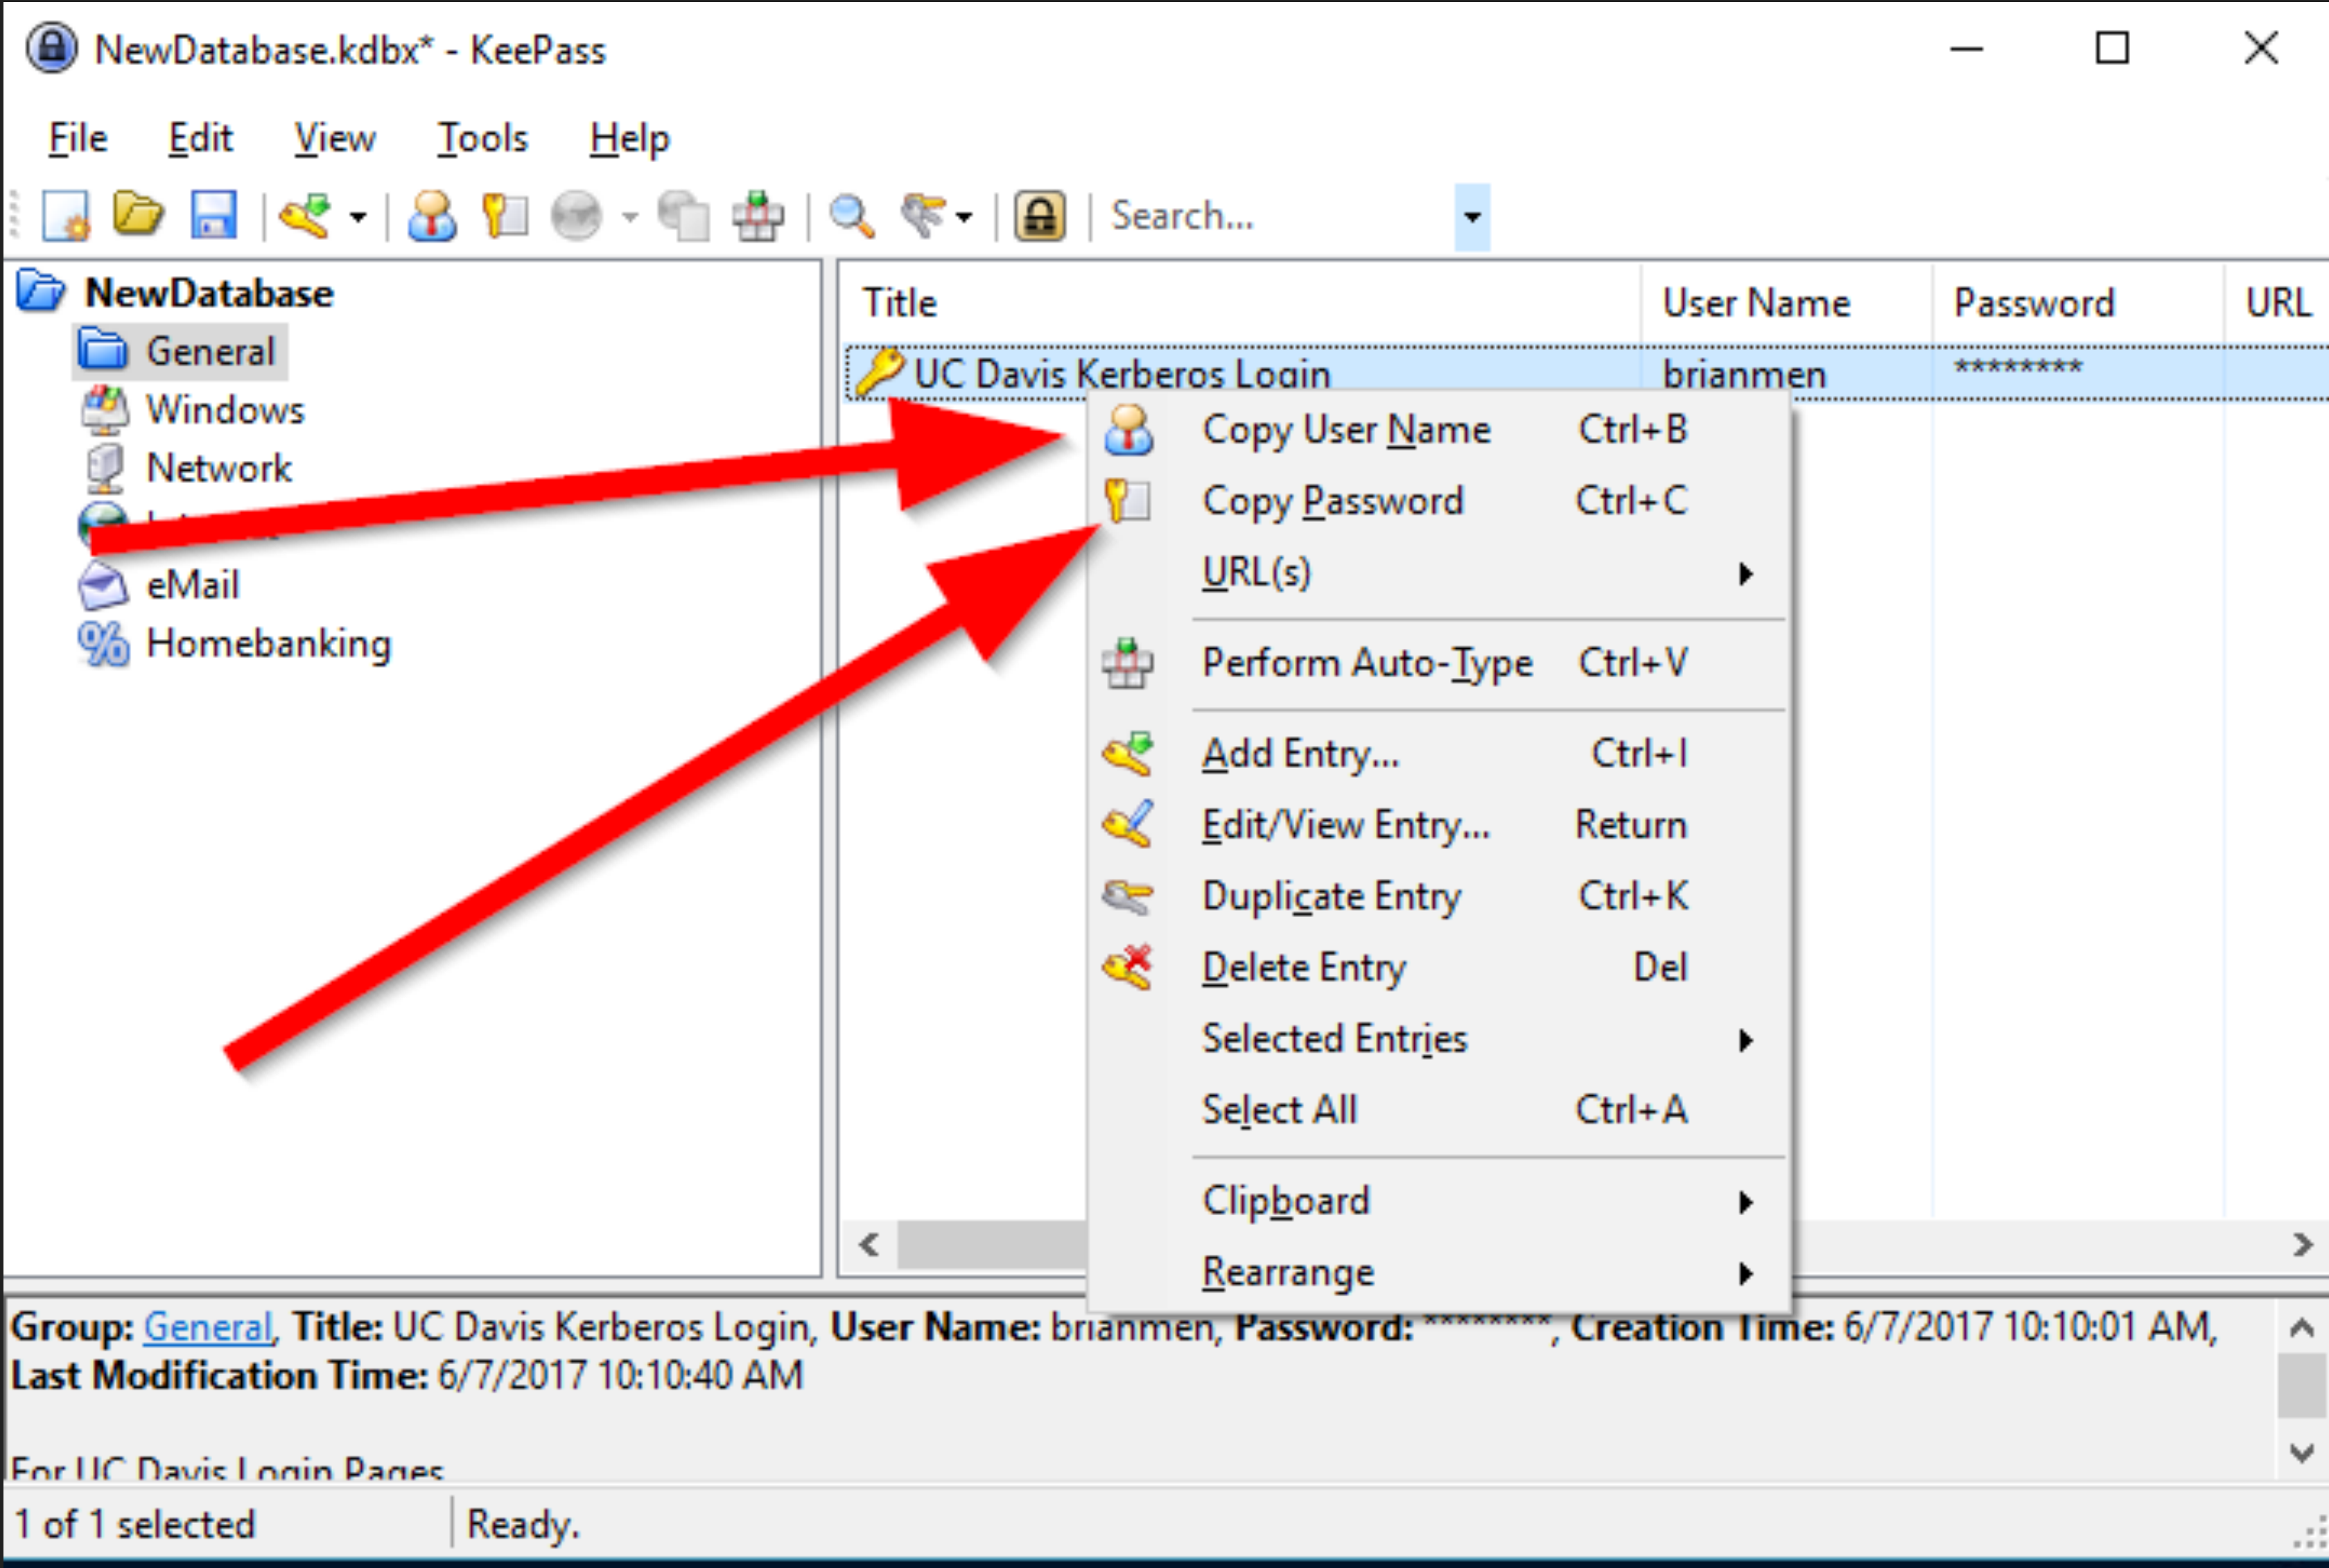 NewDatabase.kdbx* - KeePass
File Edit View Tools Help
Search...
NewDatabase
General
Windows
Network
eMail
Homebanking
Title User Name Password URL
UC Davis Kerberos Login brianmen ********
Copy User Name Ctrl+B
Copy Password Ctrl+C
URL(s)
Perform Auto-Type Ctrl+V
Add Entry... Ctrl+I
Edit/View Entry... Return
Duplicate Entry Ctrl+K
Delete Entry Del
Selected Entries
Select All Ctrl+A
Clipboard
Rearrange
Group: General, Title: UC Davis Kerberos Login, User Name: brianmen, Password: ********, Creation Time: 6/7/2017 10:10:01 AM,
Last Modification Time: 6/7/2017 10:10:40 AM
For UC Davis Login Pages
1 of 1 selected Ready.